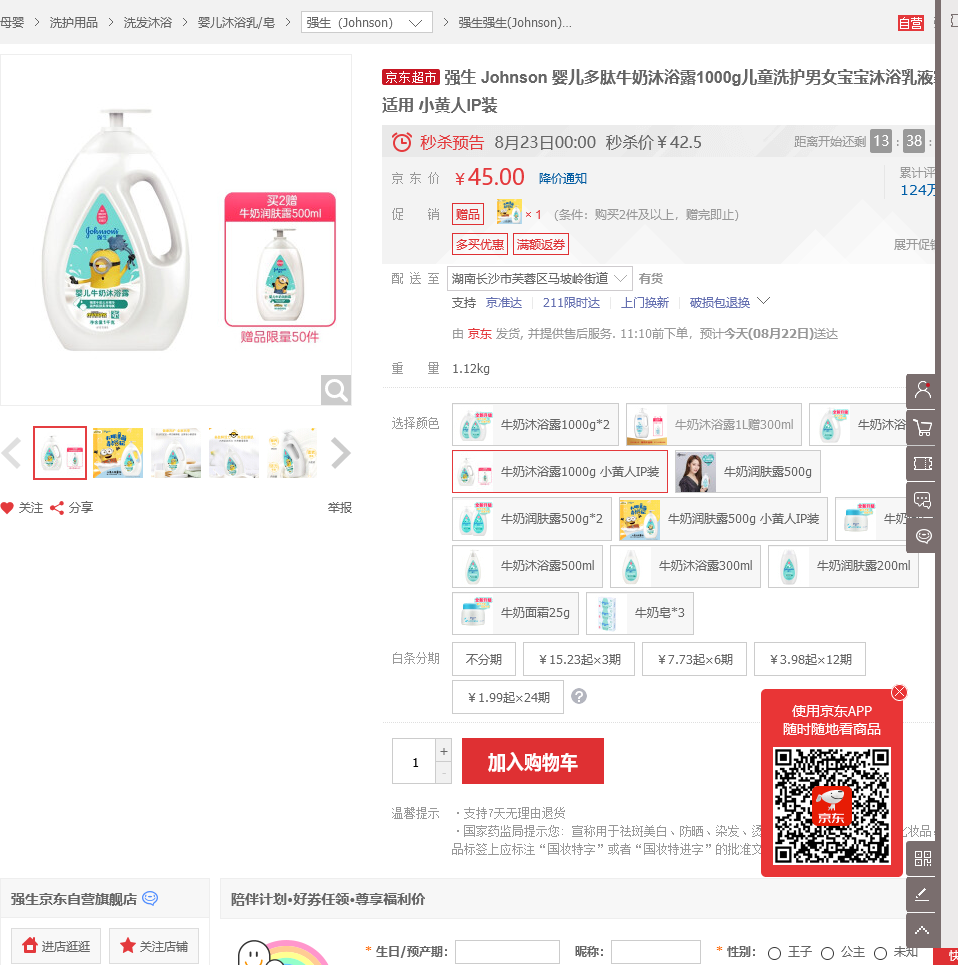 母婴 > 洗护用品 > 洗发沐浴 > 婴儿沐浴乳/皂 > 强生（Johnson） > 强生强生(Johnson)...
自营
京东超市 强生 Johnson 婴儿多肽牛奶沐浴露1000g儿童洗护男女宝宝沐浴乳液
适用 小黄人IP装
秒杀预告 8月23日00:00 秒杀价￥42.5 距离开始还剩 13 : 38 :
京东价 ￥45.00 降价通知
累计评
124万
促销 赠品 × 1 （条件：购买2件及以上，赠完即止）
多买优惠 满额返券 展开促销
配送至 湖南长沙市芙蓉区马坡岭街道 有货
支持 京准达 211限时达 上门换新 破损包退换
由 京东 发货, 并提供售后服务. 11:10前下单，预计今天(08月22日)送达
重量 1.12kg
买2赠
牛奶润肤露500ml
Johnson's
强生
婴儿牛奶沐浴露
赠品限量50件
关注 分享 举报
选择颜色 牛奶沐浴露1000g*2 牛奶沐浴露1L赠300ml 牛奶沐浴
牛奶沐浴露1000g 小黄人IP装 牛奶润肤露500g
牛奶润肤露500g*2 牛奶润肤露500g 小黄人IP装 牛奶
牛奶沐浴露500ml 牛奶沐浴露300ml 牛奶润肤露200ml
牛奶面霜25g 牛奶皂*3
白条分期 不分期 ￥15.23起×3期 ￥7.73起×6期 ￥3.98起×12期
￥1.99起×24期 ?
使用京东APP
随时随地看商品
京东
1 + - 加入购物车
温馨提示 ·支持7天无理由退货
·国家药监局提示您：宣称用于祛斑美白、防晒、染发、烫 化妆品，
品标签上应标注“国妆特字”或者“国妆特进字”的批准文
强生京东自营旗舰店
进店逛逛 关注店铺
陪伴计划•好券任领•尊享福利价
* 生日/预产期： 昵称： * 性别： 王子 公主 未知
快